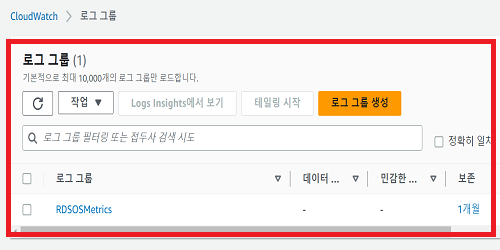 CloudWatch > 로그 그룹
로그 그룹 (1)
기본적으로 최대 10,000개의 로그 그룹만 로드합니다.
작업 ▼ Logs Insights에서 보기 테일링 시작 로그 그룹 생성
로그 그룹 필터링 또는 접두사 검색 시도 정확히 일치
로그 그룹 데이터 ... 민감한 ... 보존
RDSOSMetrics - - 1개월